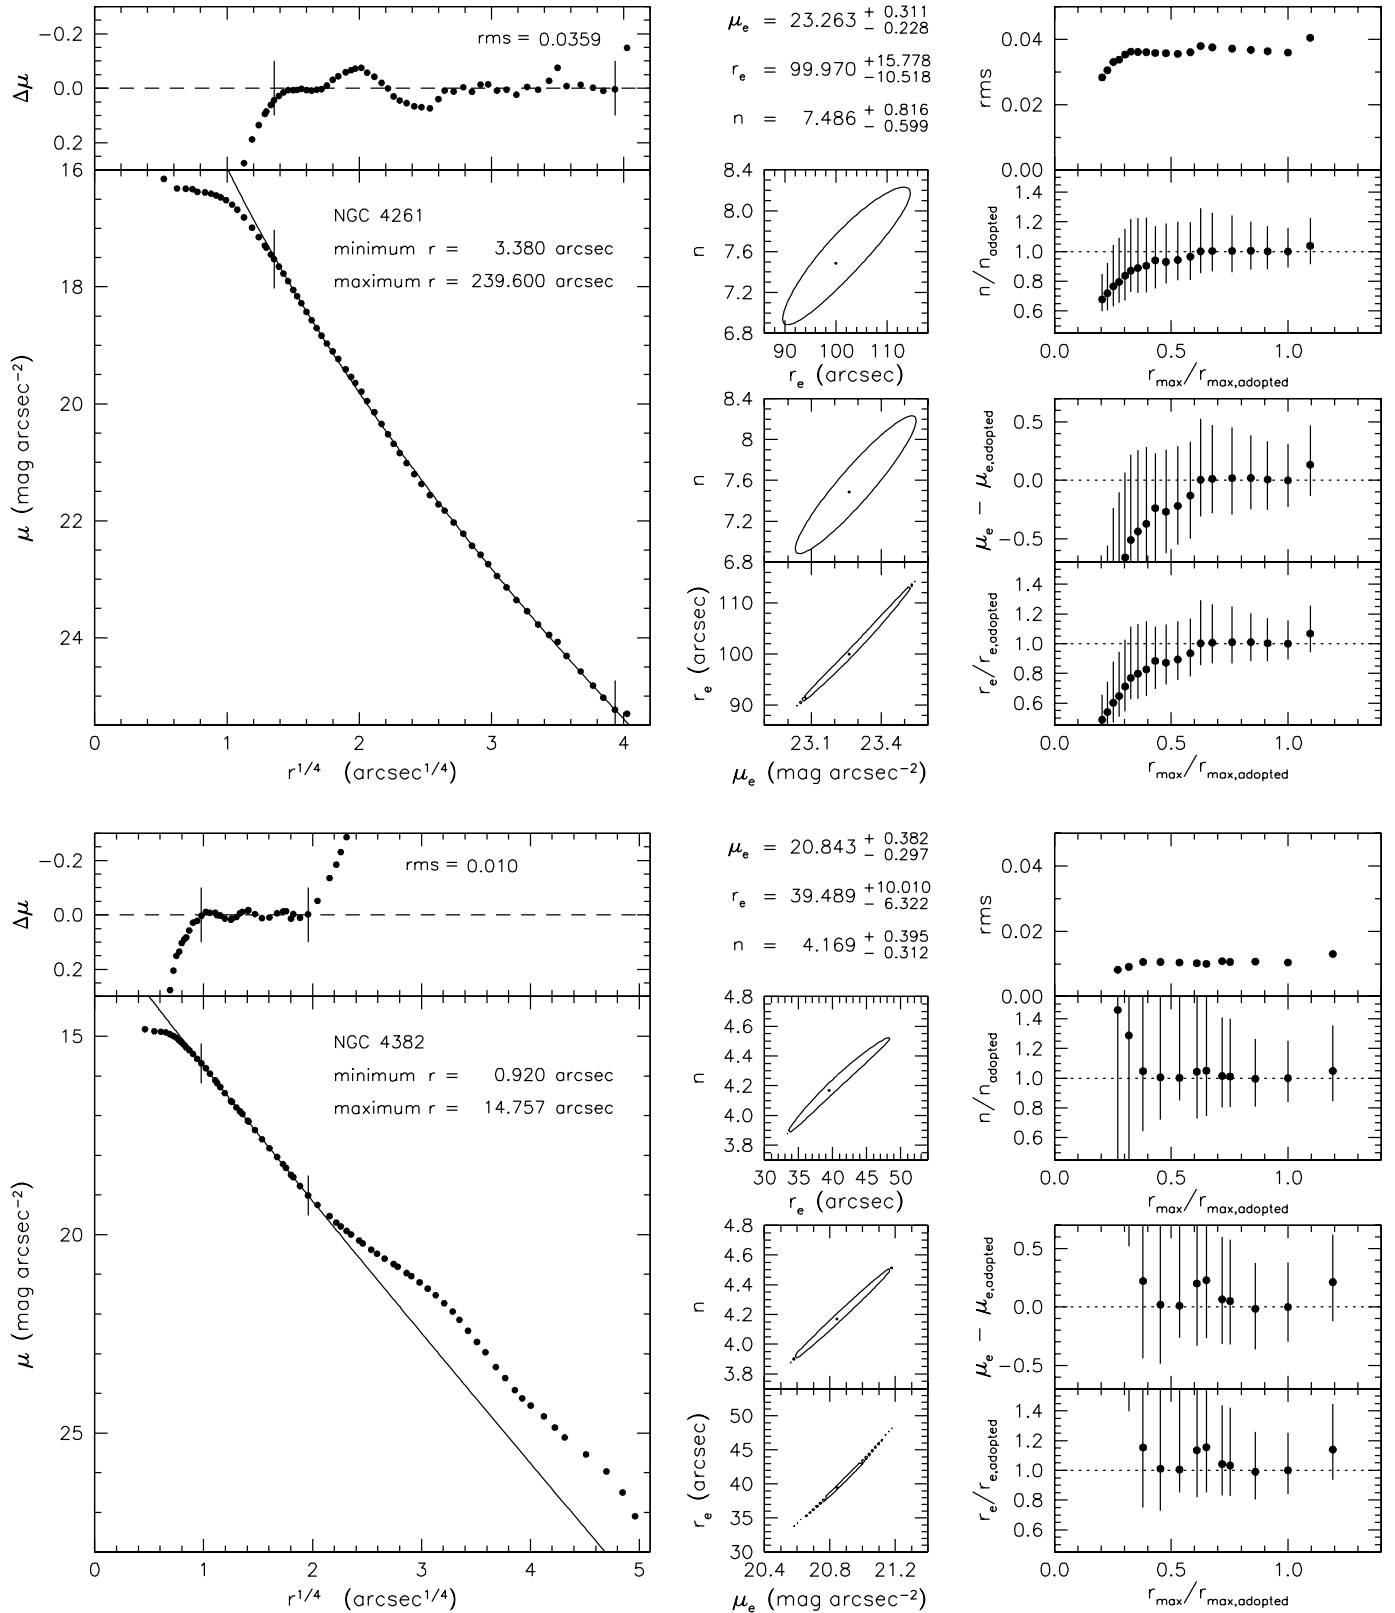 rms = 0.0359
−0.2
0.0
0.2
Δμ
16
18
20
22
24
μ (mag arcsec⁻²)
NGC 4261
minimum r = 3.380 arcsec
maximum r = 239.600 arcsec
0 1 2 3 4
r¹/⁴ (arcsec¹/⁴)
μₑ = 23.263 + 0.311 − 0.228
rₑ = 99.970 +15.778 −10.518
n = 7.486 + 0.816 − 0.599
8.4
8.0
7.6
7.2
6.8
n
90 100 110
rₑ (arcsec)
8.4
8
7.6
7.2
6.8
n
110
100
90
rₑ (arcsec)
23.1 23.4
μₑ (mag arcsec⁻²)
0.04
0.02
0.00
rms
1.4
1.2
1.0
0.8
0.6
n/n_adopted
0.0 0.5 1.0
r_max/r_max,adopted
0.5
0.0
−0.5
μₑ − μ_e,adopted
1.4
1.2
1.0
0.8
0.6
rₑ/r_e,adopted
0.0 0.5 1.0
r_max/r_max,adopted
rms = 0.010
−0.2
0.0
0.2
Δμ
15
20
25
μ (mag arcsec⁻²)
NGC 4382
minimum r = 0.920 arcsec
maximum r = 14.757 arcsec
0 1 2 3 4 5
r¹/⁴ (arcsec¹/⁴)
μₑ = 20.843 + 0.382 − 0.297
rₑ = 39.489 +10.010 − 6.322
n = 4.169 + 0.395 − 0.312
4.8
4.6
4.4
4.2
4.0
3.8
n
30 34 38 42 45 50
rₑ (arcsec)
4.8
4.6
4.4
4.2
4.0
3.8
n
50
45
40
35
30
rₑ (arcsec)
20.4 20.8 21.2
μₑ (mag arcsec⁻²)
0.04
0.02
0.00
rms
1.4
1.2
1.0
0.8
0.6
n/n_adopted
0.0 0.5 1.0
r_max/r_max,adopted
0.5
0.0
−0.5
μₑ − μ_e,adopted
1.4
1.2
1.0
0.8
0.6
rₑ/r_e,adopted
0.0 0.5 1.0
r_max/r_max,adopted